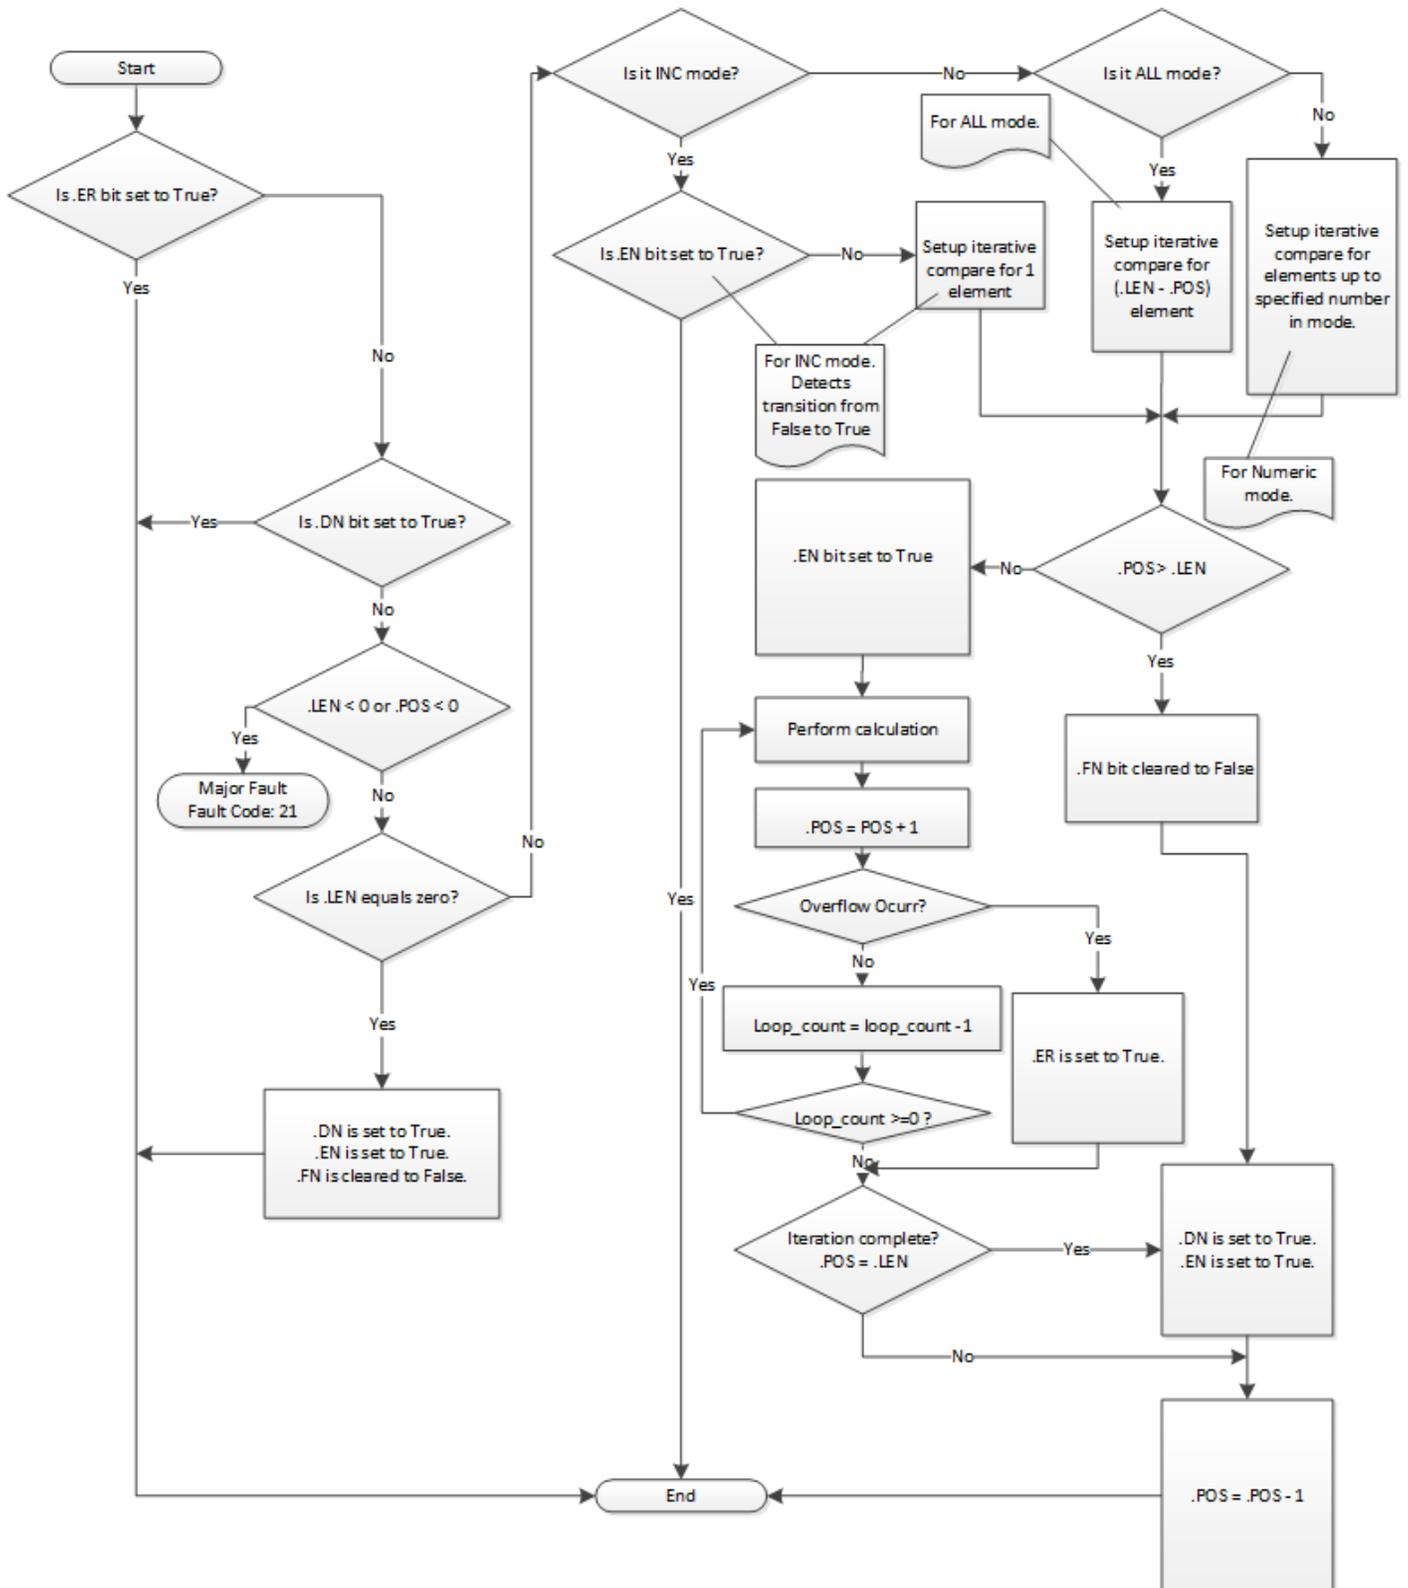 Start
Is .ER bit set to True?
Yes
No
Is .DN bit set to True?
Yes
No
.LEN < 0 or .POS < 0
Yes
Major Fault
Fault Code: 21
No
Is .LEN equals zero?
No
Yes
.DN is set to True.
.EN is set to True.
.FN is cleared to False.
Is it INC mode?
No
Yes
Is .EN bit set to True?
No
Yes
Setup iterative
compare for 1
element
For INC mode.
Detects
transition from
False to True
Is it ALL mode?
No
Yes
For ALL mode.
Setup iterative
compare for
(.LEN - .POS)
element
Setup iterative
compare for
elements up to
specified number
in mode.
For Numeric
mode.
.POS > .LEN
No
Yes
.EN bit set to True
.FN bit cleared to False
Perform calculation
.POS = POS + 1
Overflow Ocurr?
Yes
No
Loop_count = loop_count -1
.ER is set to True.
Loop_count >=0 ?
Yes
No
Iteration complete?
.POS = .LEN
Yes
No
.DN is set to True.
.EN is set to True.
.POS = .POS - 1
End